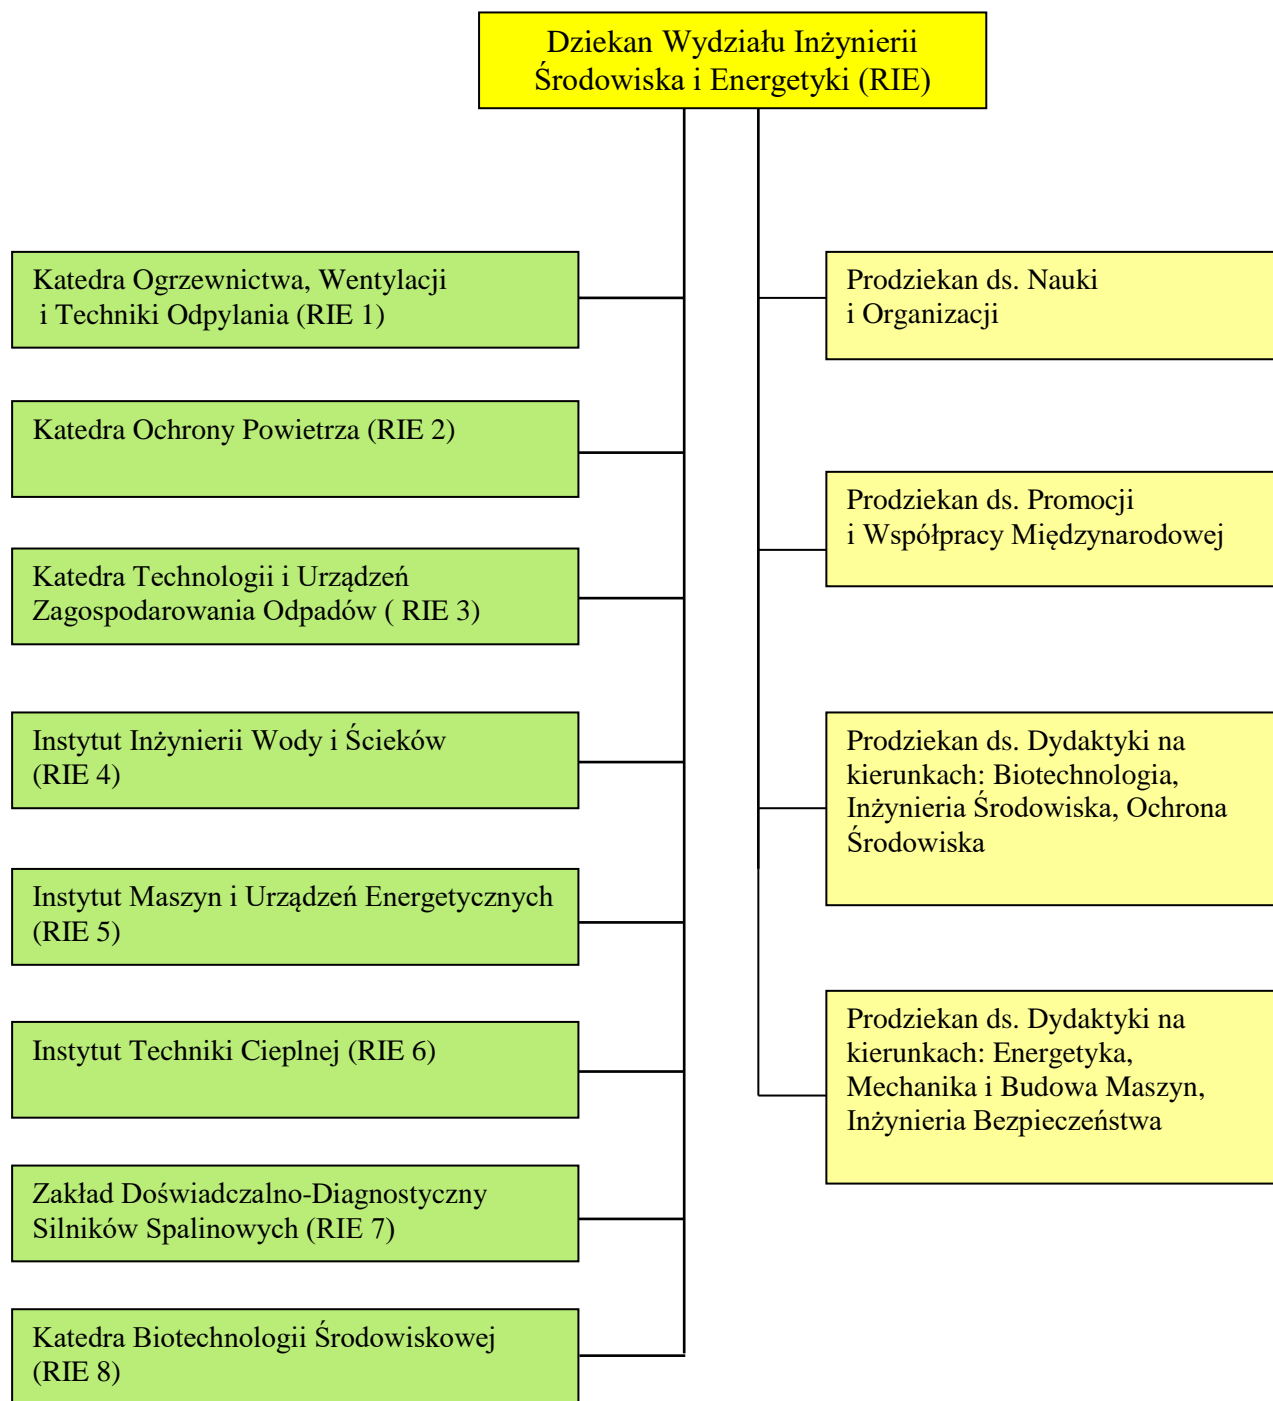 Dziekan Wydziału Inżynierii
Środowiska i Energetyki (RIE)
Katedra Ogrzewnictwa, Wentylacji
i Techniki Odpylania (RIE 1)
Katedra Ochrony Powietrza (RIE 2)
Katedra Technologii i Urządzeń
Zagospodarowania Odpadów ( RIE 3)
Instytut Inżynierii Wody i Ścieków
(RIE 4)
Instytut Maszyn i Urządzeń Energetycznych
(RIE 5)
Instytut Techniki Cieplnej (RIE 6)
Zakład Doświadczalno-Diagnostyczny
Silników Spalinowych (RIE 7)
Katedra Biotechnologii Środowiskowej
(RIE 8)
Prodziekan ds. Nauki
i Organizacji
Prodziekan ds. Promocji
i Współpracy Międzynarodowej
Prodziekan ds. Dydaktyki na
kierunkach: Biotechnologia,
Inżynieria Środowiska, Ochrona
Środowiska
Prodziekan ds. Dydaktyki na
kierunkach: Energetyka,
Mechanika i Budowa Maszyn,
Inżynieria Bezpieczeństwa